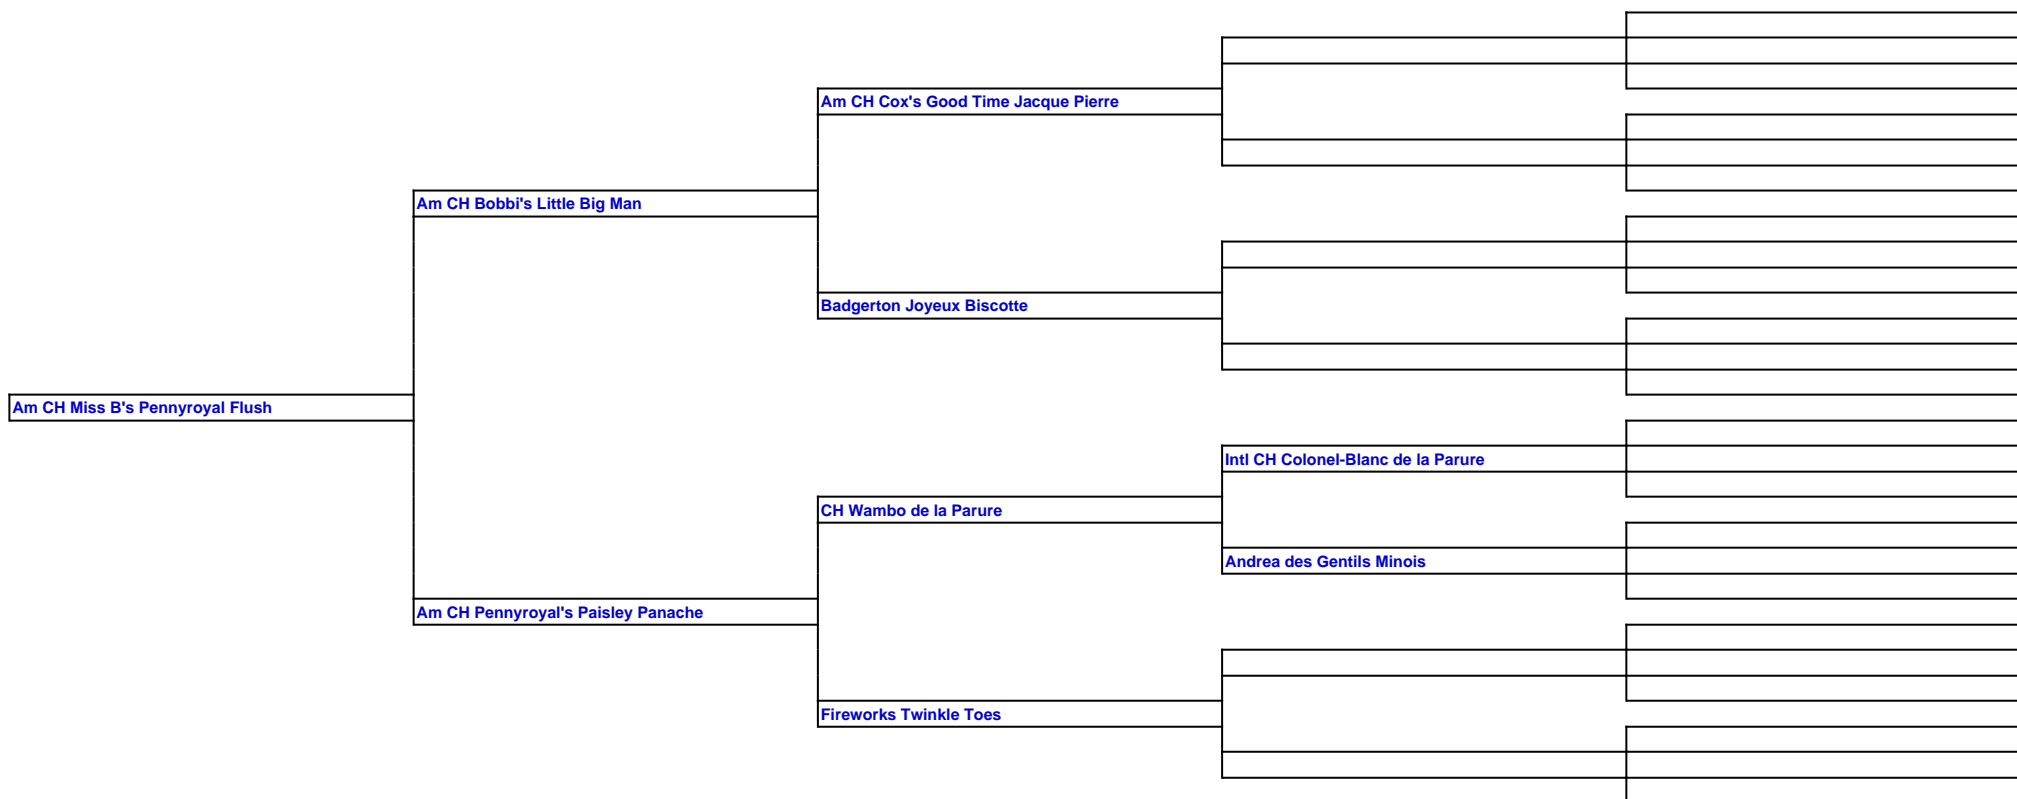 Am CH Cox's Good Time Jacque Pierre
Am CH Bobbi's Little Big Man
Badgerton Joyeux Biscotte
Am CH Miss B's Pennyroyal Flush
Intl CH Colonel-Blanc de la Parure
CH Wambo de la Parure
Andrea des Gentils Minois
Am CH Pennyroyal's Paisley Panache
Fireworks Twinkle Toes